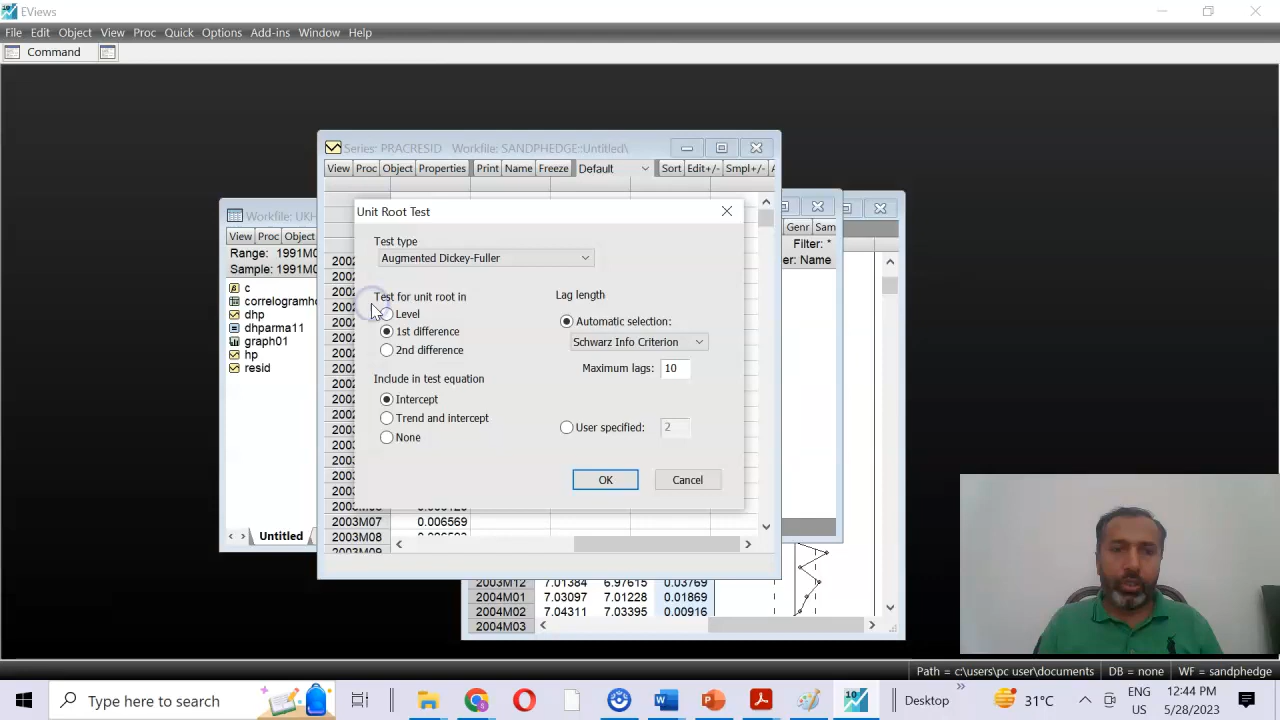 EViews
File Edit Object View Proc Quick Options Add-ins Window Help
Command
Series: PRACRESID Workfile: SANDPHEDGE::Untitled\
View Proc Object Properties Print Name Freeze Default Sort Edit+/- Smpl+/-
Unit Root Test
Test type
Augmented Dickey-Fuller
Test for unit root in
Level
1st difference
2nd difference
Include in test equation
Intercept
Trend and intercept
None
Lag length
Automatic selection:
Schwarz Info Criterion
Maximum lags: 10
User specified: 2
OK Cancel
2003M07 0.006569
2003M08
2003M09
Workfile: UKH
View Proc Object
Range: 1991M0
Sample: 1991M0
c
correlogramh
dhp
dhparma11
graph01
hp
resid
Untitled
Genr Sam
Filter: *
er: Name
2003M12 7.01384 6.97615 0.03769
2004M01 7.03097 7.01228 0.01869
2004M02 7.04311 7.03395 0.00916
2004M03
Path = c:\users\pc user\documents DB = none WF = sandphedge
Type here to search
Desktop
31°C
ENG
12:44 PM
5/28/2023